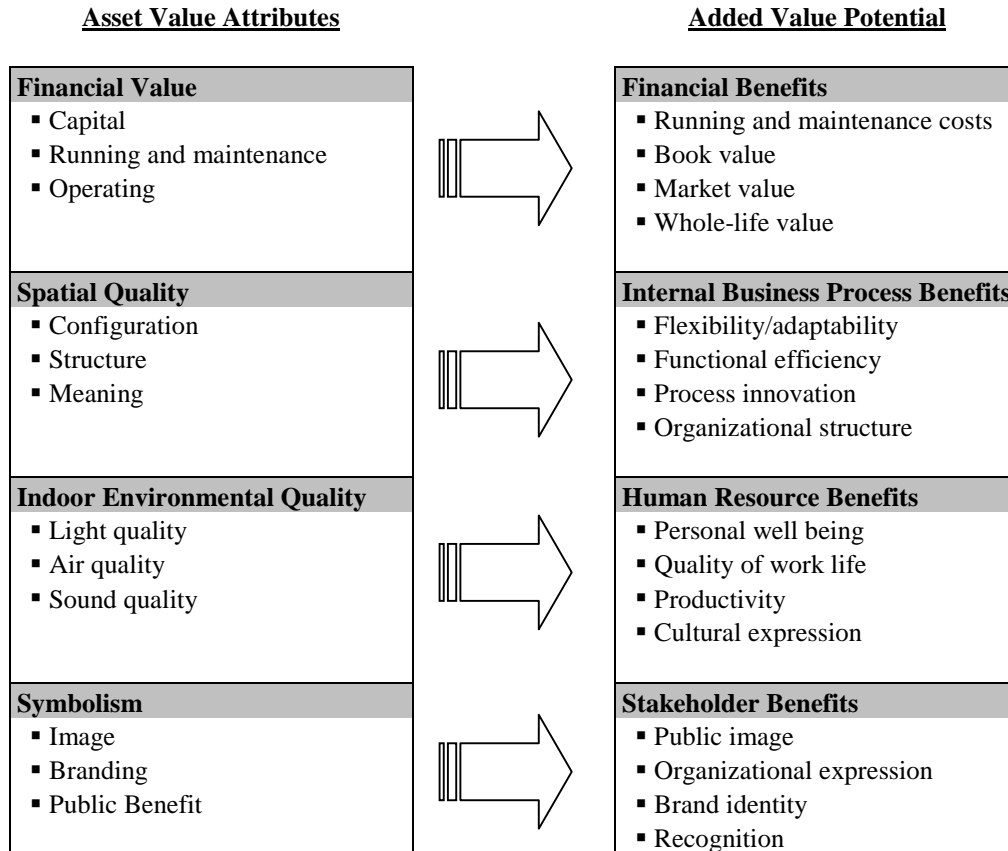 Asset Value Attributes
Added Value Potential
Financial Value
▪ Capital
▪ Running and maintenance
▪ Operating
Financial Benefits
▪ Running and maintenance costs
▪ Book value
▪ Market value
▪ Whole-life value
Spatial Quality
▪ Configuration
▪ Structure
▪ Meaning
Internal Business Process Benefits
▪ Flexibility/adaptability
▪ Functional efficiency
▪ Process innovation
▪ Organizational structure
Indoor Environmental Quality
▪ Light quality
▪ Air quality
▪ Sound quality
Human Resource Benefits
▪ Personal well being
▪ Quality of work life
▪ Productivity
▪ Cultural expression
Symbolism
▪ Image
▪ Branding
▪ Public Benefit
Stakeholder Benefits
▪ Public image
▪ Organizational expression
▪ Brand identity
▪ Recognition